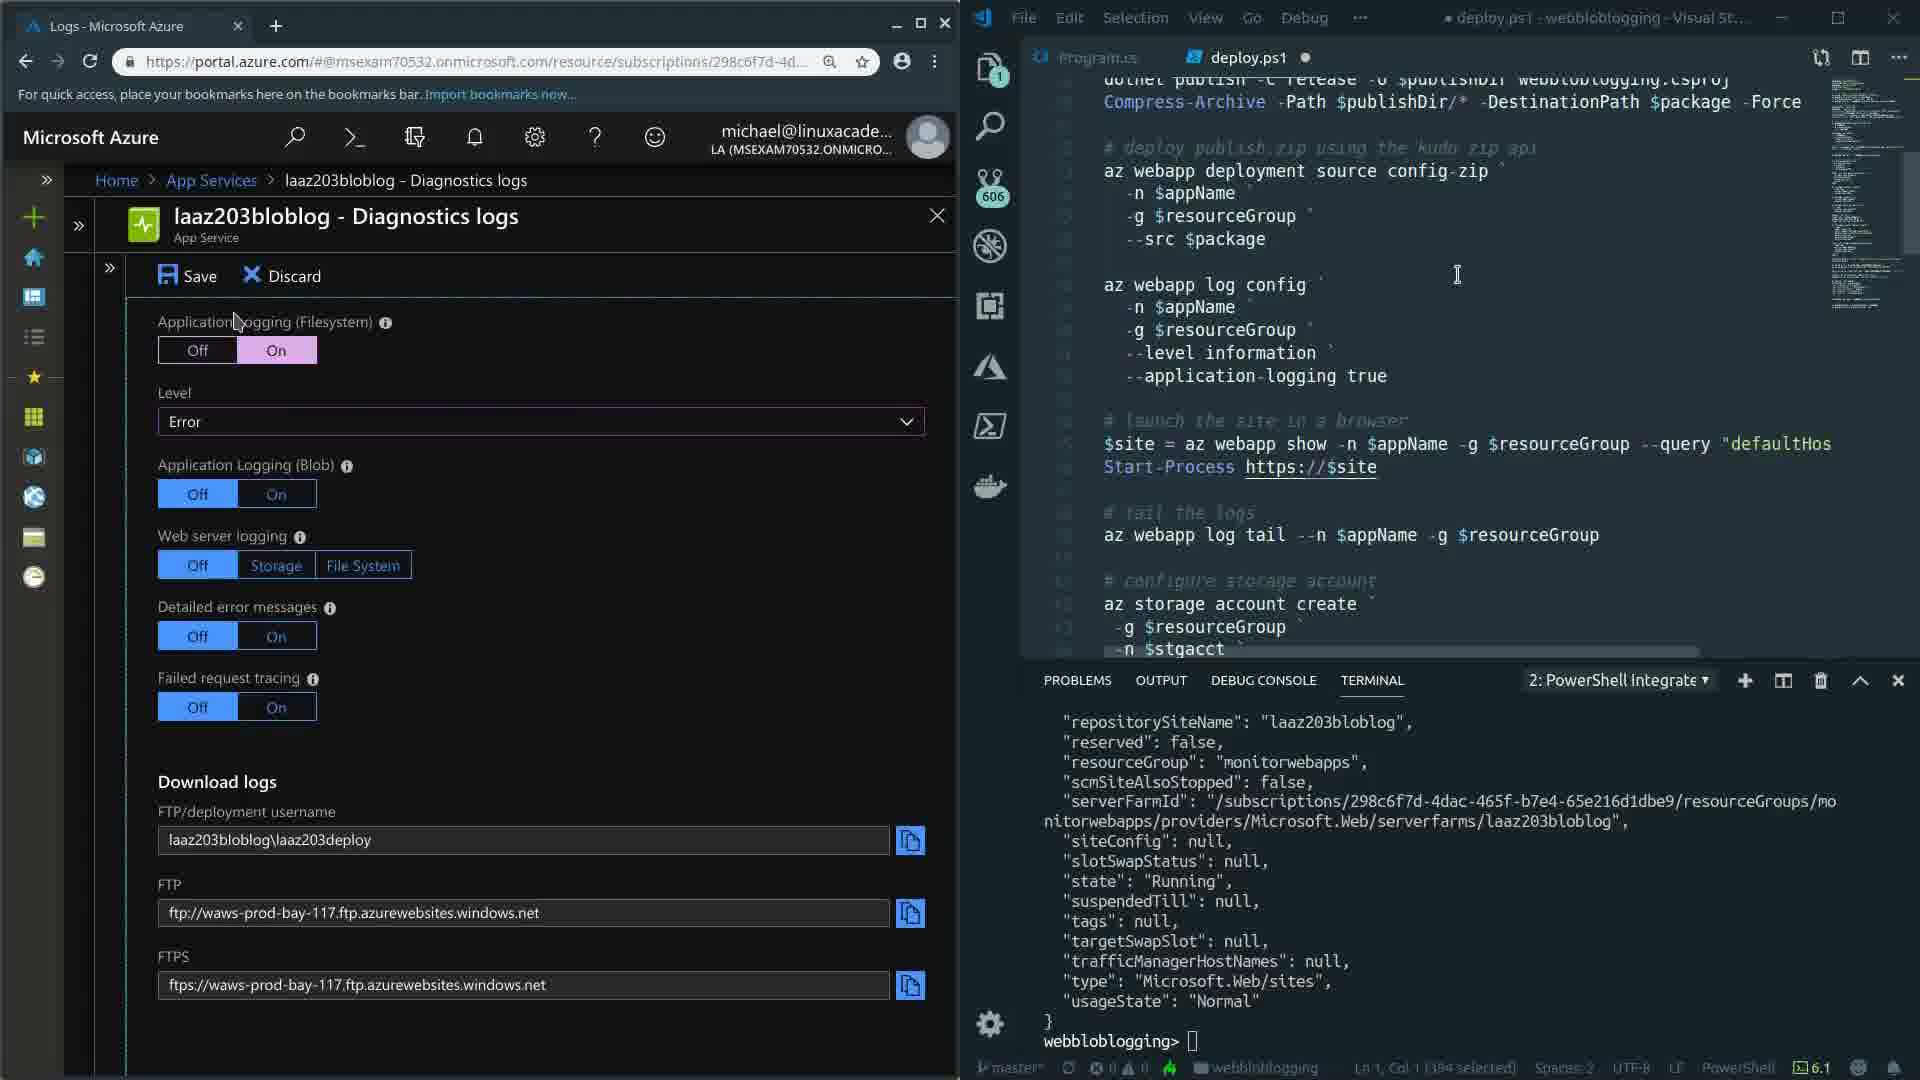 Logs - Microsoft Azure
https://portal.azure.com/#@msexam70532.onmicrosoft.com/resource/subscriptions/298c6f7d-4d...
For quick access, place your bookmarks here on the bookmarks bar. Import bookmarks now...
Microsoft Azure
michael@linuxacade...
LA (MSEXAM70532.ONMICRO...
Home > App Services > laaz203bloblog - Diagnostics logs
laaz203bloblog - Diagnostics logs
App Service
Save Discard
Application Logging (Filesystem)
Off On
Level
Error
Application Logging (Blob)
Off On
Web server logging
Off Storage File System
Detailed error messages
Off On
Failed request tracing
Off On
Download logs
FTP/deployment username
laaz203bloblog\laaz203deploy
FTP
ftp://waws-prod-bay-117.ftp.azurewebsites.windows.net
FTPS
ftps://waws-prod-bay-117.ftp.azurewebsites.windows.net
File Edit Selection View Go Debug ... ● deploy.ps1 - webbloblogging - Visual St...
Program.cs deploy.ps1
1
606
dotnet publish -c release -o $publishDir webbloblogging.csproj
Compress-Archive -Path $publishDir/* -DestinationPath $package -Force
# deploy publish.zip using the kudu zip api
az webapp deployment source config-zip `
-n $appName `
-g $resourceGroup `
--src $package
az webapp log config `
-n $appName `
-g $resourceGroup `
--level information `
--application-logging true
# launch the site in a browser
$site = az webapp show -n $appName -g $resourceGroup --query "defaultHos
Start-Process https://$site
# tail the logs
az webapp log tail --n $appName -g $resourceGroup
# configure storage account
az storage account create `
-g $resourceGroup `
-n $stgacct `
PROBLEMS OUTPUT DEBUG CONSOLE TERMINAL 2: PowerShell Integrate
"repositorySiteName": "laaz203bloblog",
"reserved": false,
"resourceGroup": "monitorwebapps",
"scmSiteAlsoStopped": false,
"serverFarmId": "/subscriptions/298c6f7d-4dac-465f-b7e4-65e216d1dbe9/resourceGroups/mo
nitorwebapps/providers/Microsoft.Web/serverfarms/laaz203bloblog",
"siteConfig": null,
"slotSwapStatus": null,
"state": "Running",
"suspendedTill": null,
"tags": null,
"targetSwapSlot": null,
"trafficManagerHostNames": null,
"type": "Microsoft.Web/sites",
"usageState": "Normal"
}
webbloblogging>
master* 0 0 webbloblogging Ln 1, Col 1 (394 selected) Spaces: 2 UTF-8 LF PowerShell 6.1